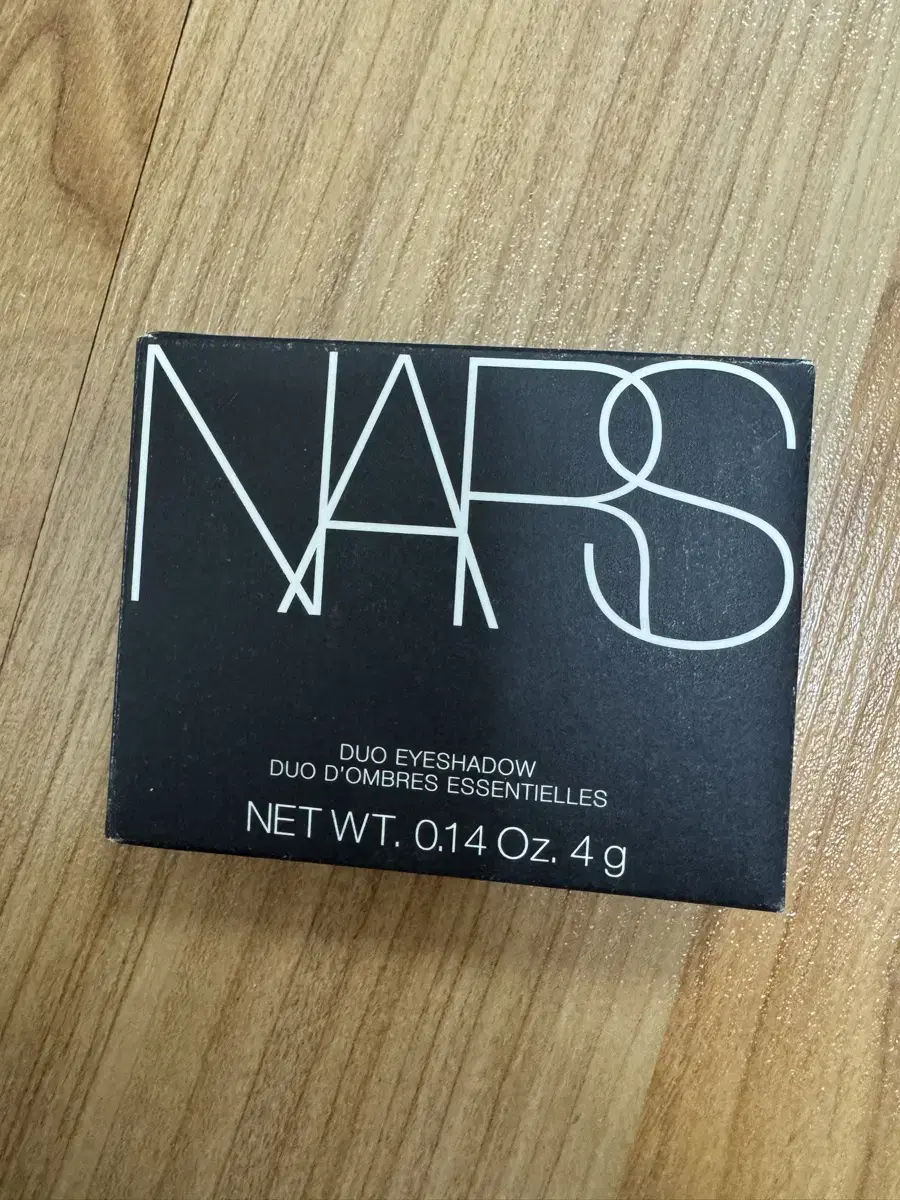 NARS
DUO EYESHADOW
DUO D'OMBRES ESSENTIELLES
NET WT. 0.14 Oz. 4 g